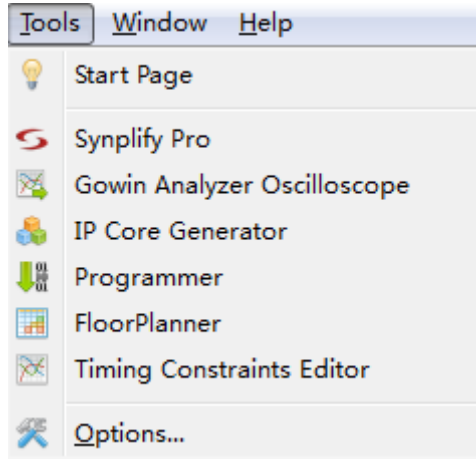 Tools Window Help
Start Page
Synplify Pro
Gowin Analyzer Oscilloscope
IP Core Generator
Programmer
FloorPlanner
Timing Constraints Editor
Options...